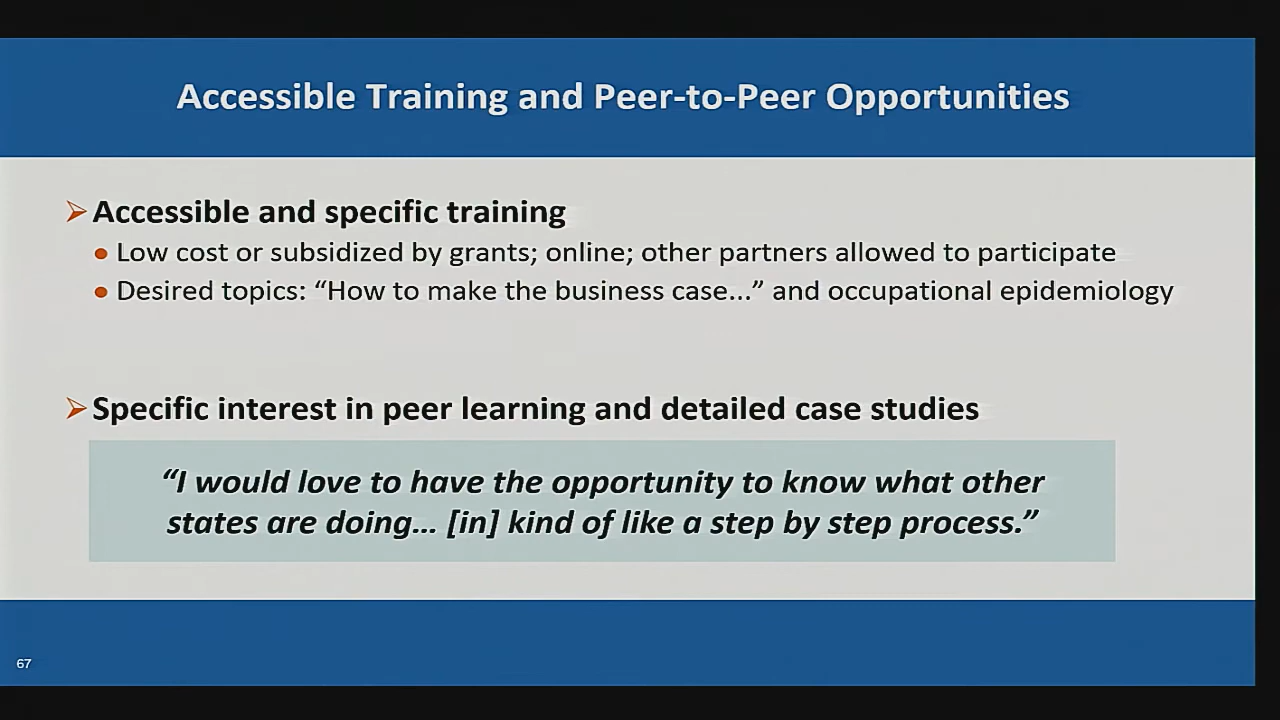 Accessible Training and Peer-to-Peer Opportunities
Accessible and specific training
Low cost or subsidized by grants; online; other partners allowed to participate
Desired topics: “How to make the business case...” and occupational epidemiology
Specific interest in peer learning and detailed case studies
“I would love to have the opportunity to know what other
states are doing… [in] kind of like a step by step process.”
67